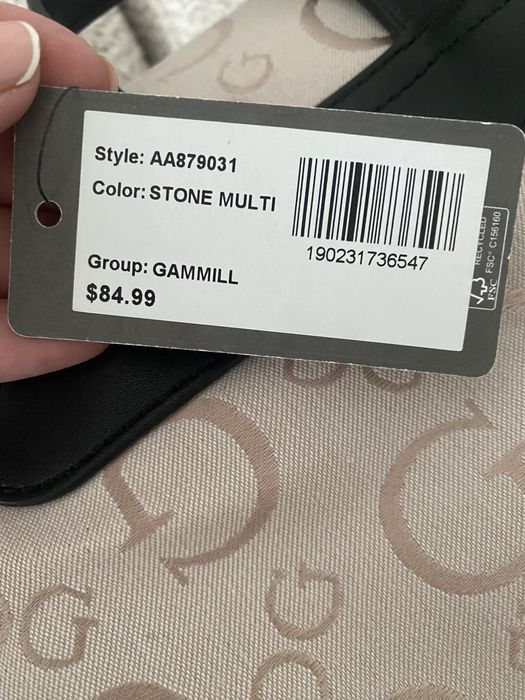 Style: AA879031
Color: STONE MULTI
190231736547
Group: GAMMILL
$84.99
RECYCLED
FSC® C156160
FSC
G
G
G
G
G
G